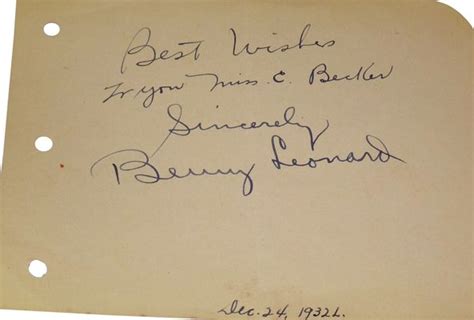 Best Wishes
To you Miss C. Becker
Sincerely
Benny Leonard
Dec. 24, 1932